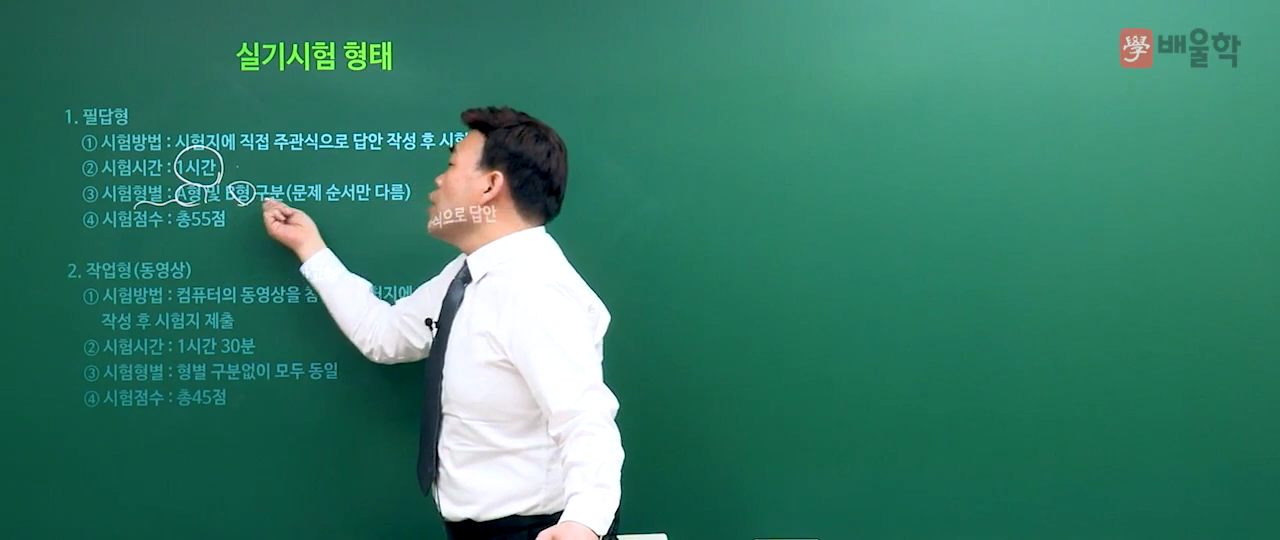 실기시험 형태
學 배울학
1. 필답형
① 시험방법 : 시험지에 직접 주관식으로 답안 작성 후
② 시험시간 : 1시간
③ 시험형별 : A형 및 B형 구분(문제 순서만 다름)
④ 시험점수 : 총55점
식으로 답안
2. 작업형(동영상)
① 시험방법 : 컴퓨터의 동영상을
작성 후 시험지 제출
② 시험시간 : 1시간 30분
③ 시험형별 : 형별 구분없이 모두 동일
④ 시험점수 : 총45점